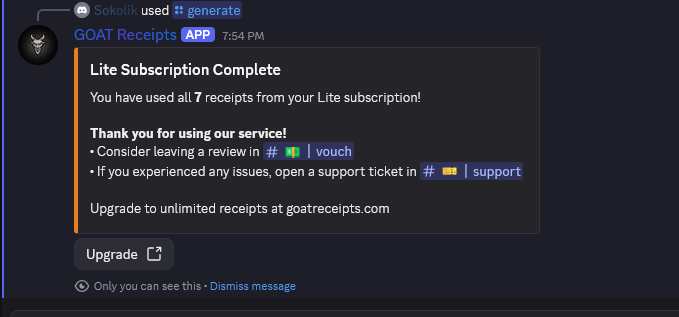 Sokolik used generate
GOAT Receipts APP 7:54 PM
Lite Subscription Complete
You have used all 7 receipts from your Lite subscription!
Thank you for using our service!
• Consider leaving a review in # 💵 | vouch
• If you experienced any issues, open a support ticket in # 🎫 | support
Upgrade to unlimited receipts at goatreceipts.com
Upgrade
Only you can see this • Dismiss message